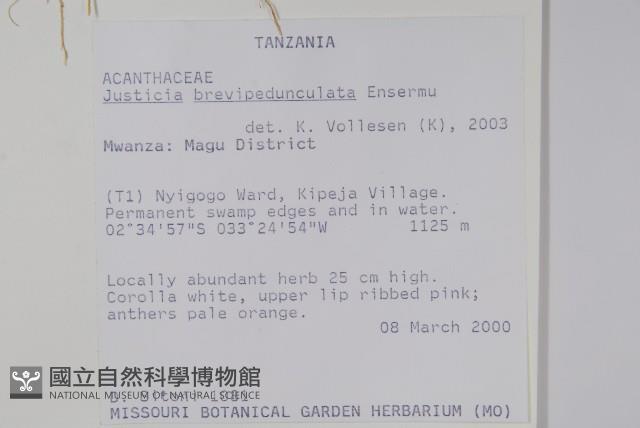 TANZANIA
ACANTHACEAE
Justicia brevipedunculata Ensermu
det. K. Vollesen (K), 2003
Mwanza: Magu District
(T1) Nyigogo Ward, Kipeja Village.
Permanent swamp edges and in water.
02°34'57"S 033°24'54"W 1125 m
Locally abundant herb 25 cm high.
Corolla white, upper lip ribbed pink;
anthers pale orange.
08 March 2000
國立自然科學博物館
NATIONAL MUSEUM OF NATURAL SCIENCE
MISSOURI BOTANICAL GARDEN HERBARIUM (MO)